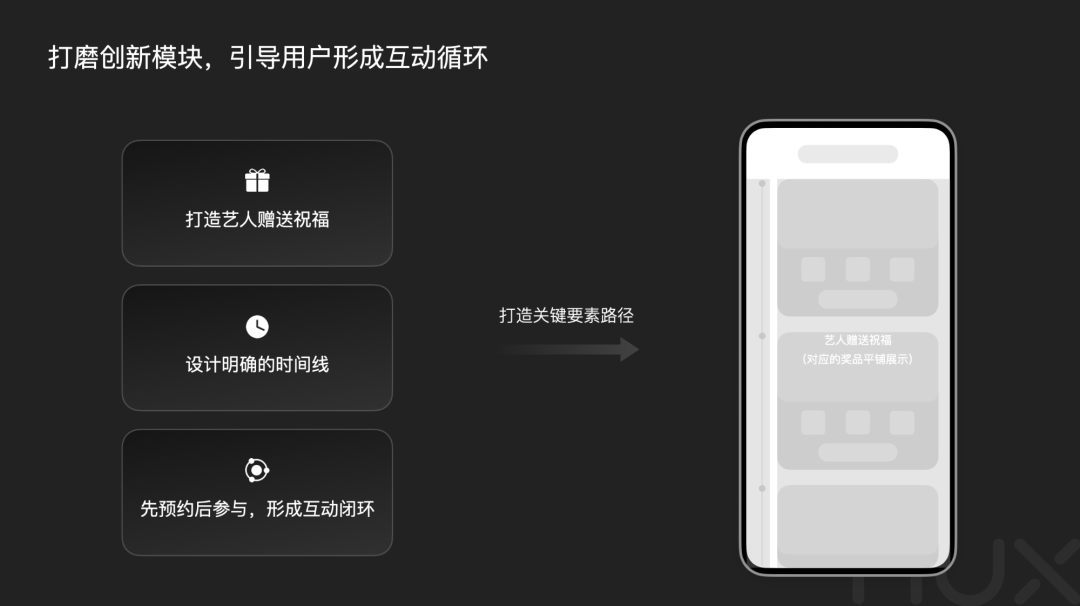 打磨创新模块，引导用户形成互动循环
打造艺人赠送祝福
设计明确的时间线
先预约后参与，形成互动闭环
打造关键要素路径
艺人赠送祝福
（对应的奖品平铺展示）